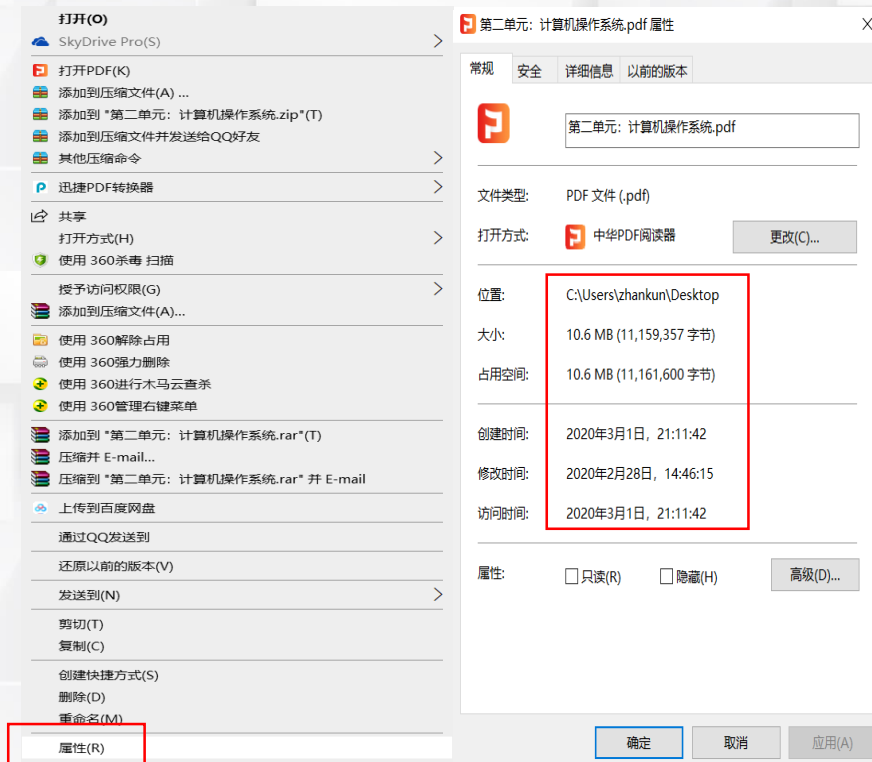 打开(O)
SkyDrive Pro(S)
打开PDF(K)
添加到压缩文件(A) ...
添加到 "第二单元：计算机操作系统.zip"(T)
添加到压缩文件并发送给QQ好友
其他压缩命令
迅捷PDF转换器
共享
打开方式(H)
使用 360杀毒 扫描
授予访问权限(G)
添加到压缩文件(A)...
使用 360解除占用
使用 360强力删除
使用 360进行木马云查杀
使用 360管理右键菜单
添加到 "第二单元：计算机操作系统.rar"(T)
压缩并 E-mail...
压缩到 "第二单元：计算机操作系统.rar" 并 E-mail
上传到百度网盘
通过QQ发送到
还原以前的版本(V)
发送到(N)
剪切(T)
复制(C)
创建快捷方式(S)
删除(D)
重命名(M)
属性(R)
第二单元：计算机操作系统.pdf 属性
常规 安全 详细信息 以前的版本
第二单元：计算机操作系统.pdf
文件类型: PDF 文件 (.pdf)
打开方式: 中华PDF阅读器 更改(C)...
位置: C:\Users\zhankun\Desktop
大小: 10.6 MB (11,159,357 字节)
占用空间: 10.6 MB (11,161,600 字节)
创建时间: 2020年3月1日，21:11:42
修改时间: 2020年2月28日，14:46:15
访问时间: 2020年3月1日，21:11:42
属性: 只读(R) 隐藏(H) 高级(D)...
确定 取消 应用(A)